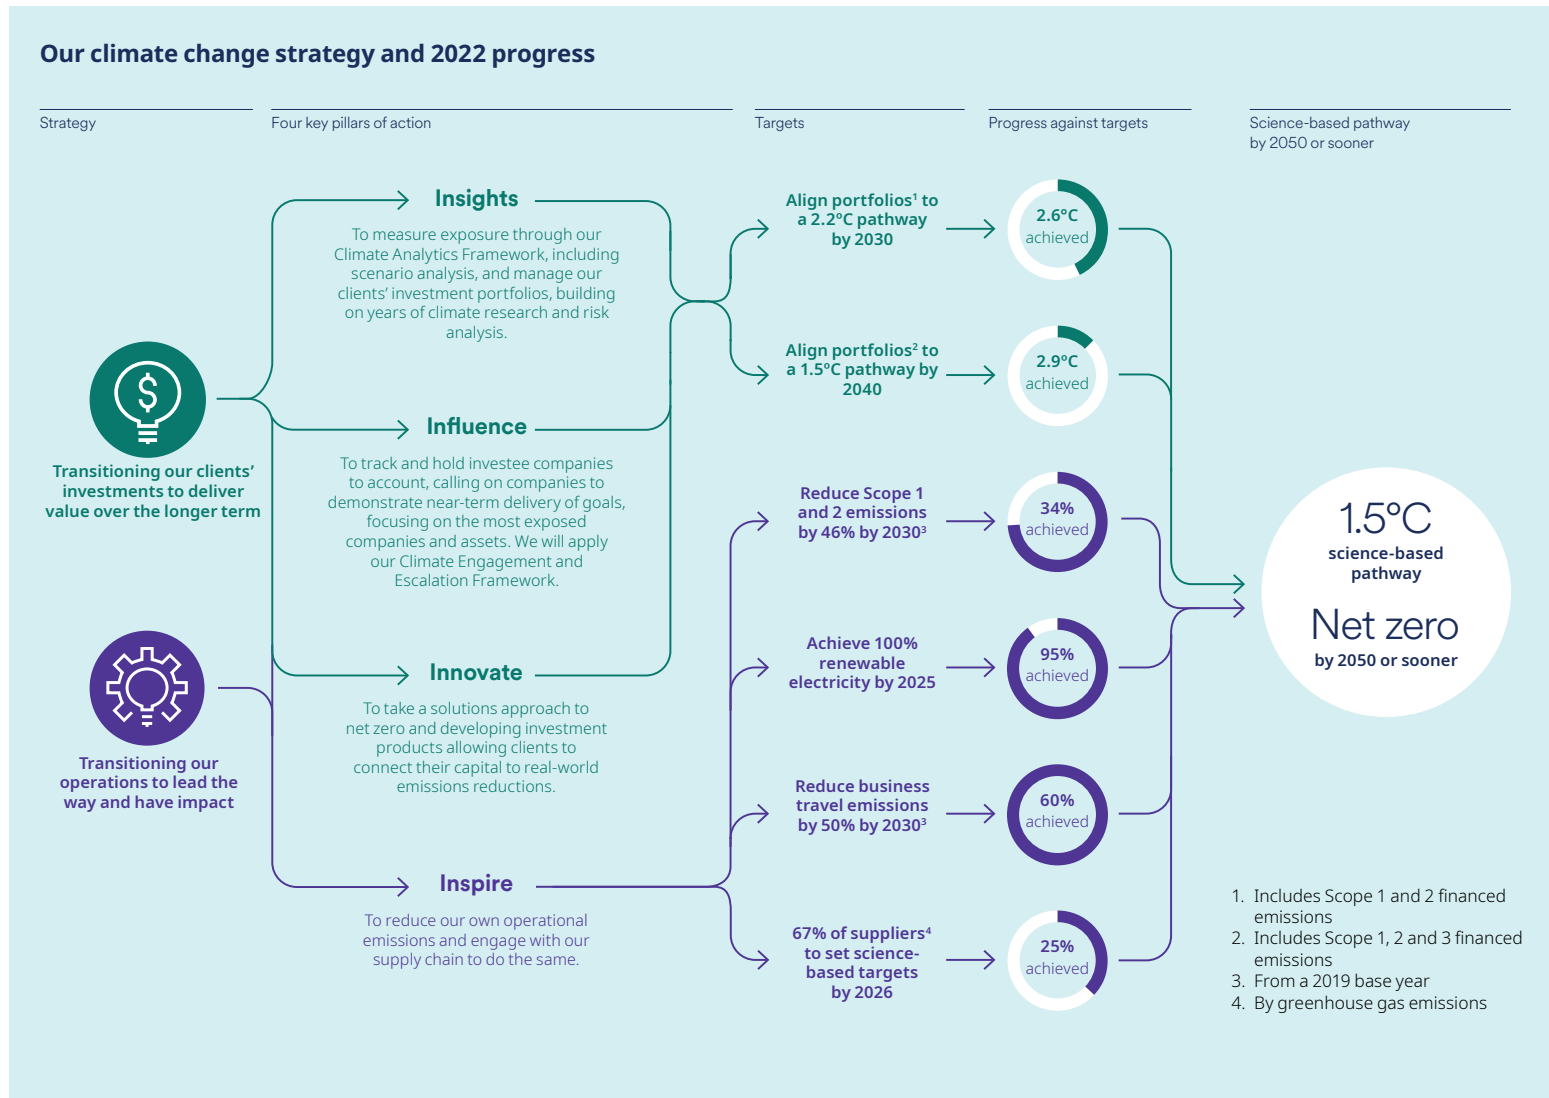 Our climate change strategy and 2022 progress
Strategy
Four key pillars of action
Targets
Progress against targets
Science-based pathway
by 2050 or sooner
Transitioning our clients’
investments to deliver
value over the longer term
Transitioning our
operations to lead the
way and have impact
Insights
To measure exposure through our
Climate Analytics Framework, including
scenario analysis, and manage our
clients’ investment portfolios, building
on years of climate research and risk
analysis.
Influence
To track and hold investee companies
to account, calling on companies to
demonstrate near-term delivery of goals,
focusing on the most exposed
companies and assets. We will apply
our Climate Engagement and
Escalation Framework.
Innovate
To take a solutions approach to
net zero and developing investment
products allowing clients to
connect their capital to real-world
emissions reductions.
Inspire
To reduce our own operational
emissions and engage with our
supply chain to do the same.
Align portfolios¹ to
a 2.2ºC pathway
by 2030
2.6ºC
achieved
Align portfolios² to
a 1.5ºC pathway by
2040
2.9ºC
achieved
Reduce Scope 1
and 2 emissions
by 46% by 2030³
34%
achieved
Achieve 100%
renewable
electricity by 2025
95%
achieved
Reduce business
travel emissions
by 50% by 2030³
60%
achieved
67% of suppliers⁴
to set science-
based targets
by 2026
25%
achieved
1.5°C
science-based
pathway
Net zero
by 2050 or sooner
1. Includes Scope 1 and 2 financed
emissions
2. Includes Scope 1, 2 and 3 financed
emissions
3. From a 2019 base year
4. By greenhouse gas emissions